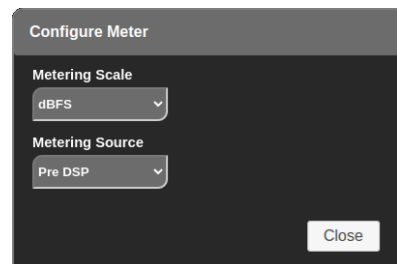 Configure Meter
Metering Scale
dBFS
Metering Source
Pre DSP
Close